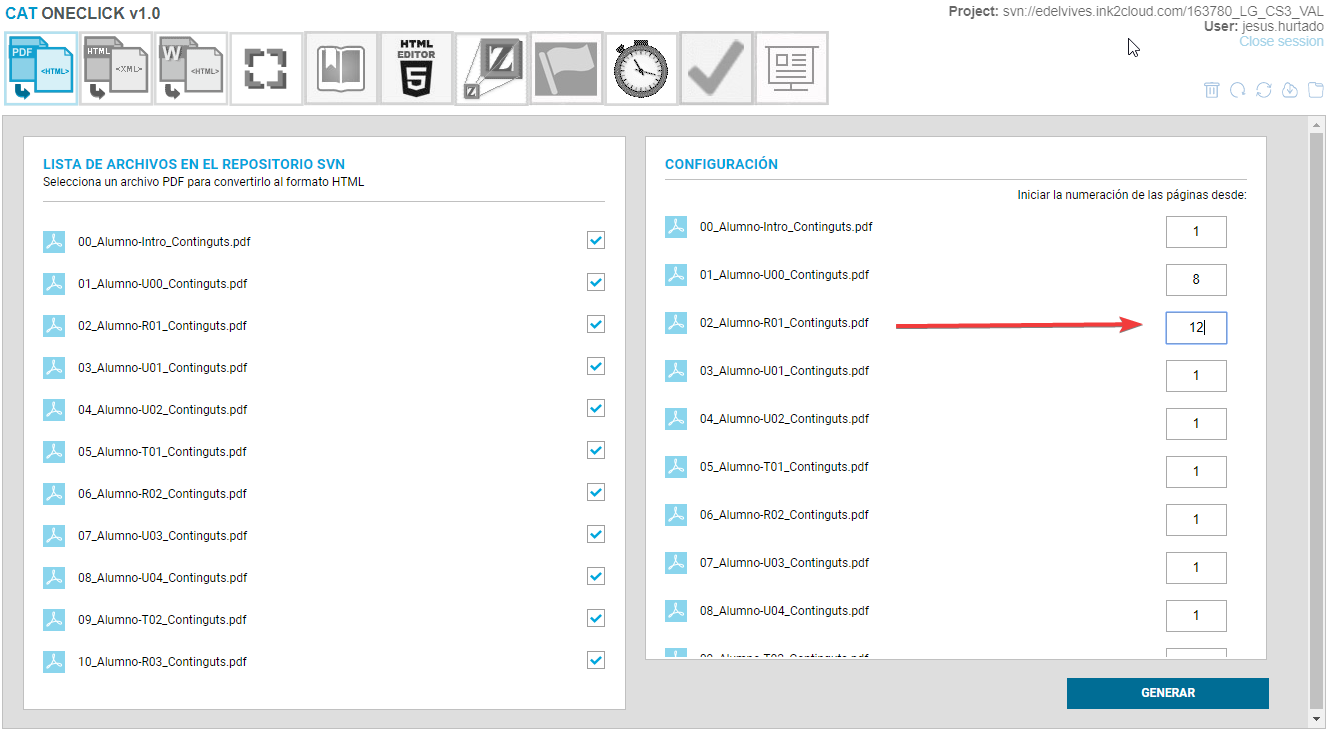 CAT ONECLICK v1.0
Project: svn://edelvives.ink2cloud.com/163780_LG_CS3_VAL
User: jesus.hurtado
Close session
PDF <HTML>
HTML <XML>
W <HTML>
HTML EDITOR 5
Z Z
LISTA DE ARCHIVOS EN EL REPOSITORIO SVN
Selecciona un archivo PDF para convertirlo al formato HTML
00_Alumno-Intro_Continguts.pdf
01_Alumno-U00_Continguts.pdf
02_Alumno-R01_Continguts.pdf
03_Alumno-U01_Continguts.pdf
04_Alumno-U02_Continguts.pdf
05_Alumno-T01_Continguts.pdf
06_Alumno-R02_Continguts.pdf
07_Alumno-U03_Continguts.pdf
08_Alumno-U04_Continguts.pdf
09_Alumno-T02_Continguts.pdf
10_Alumno-R03_Continguts.pdf
CONFIGURACIÓN
Iniciar la numeración de las páginas desde:
00_Alumno-Intro_Continguts.pdf 1
01_Alumno-U00_Continguts.pdf 8
02_Alumno-R01_Continguts.pdf 12
03_Alumno-U01_Continguts.pdf 1
04_Alumno-U02_Continguts.pdf 1
05_Alumno-T01_Continguts.pdf 1
06_Alumno-R02_Continguts.pdf 1
07_Alumno-U03_Continguts.pdf 1
08_Alumno-U04_Continguts.pdf 1
09_Alumno-T02_Continguts.pdf
GENERAR